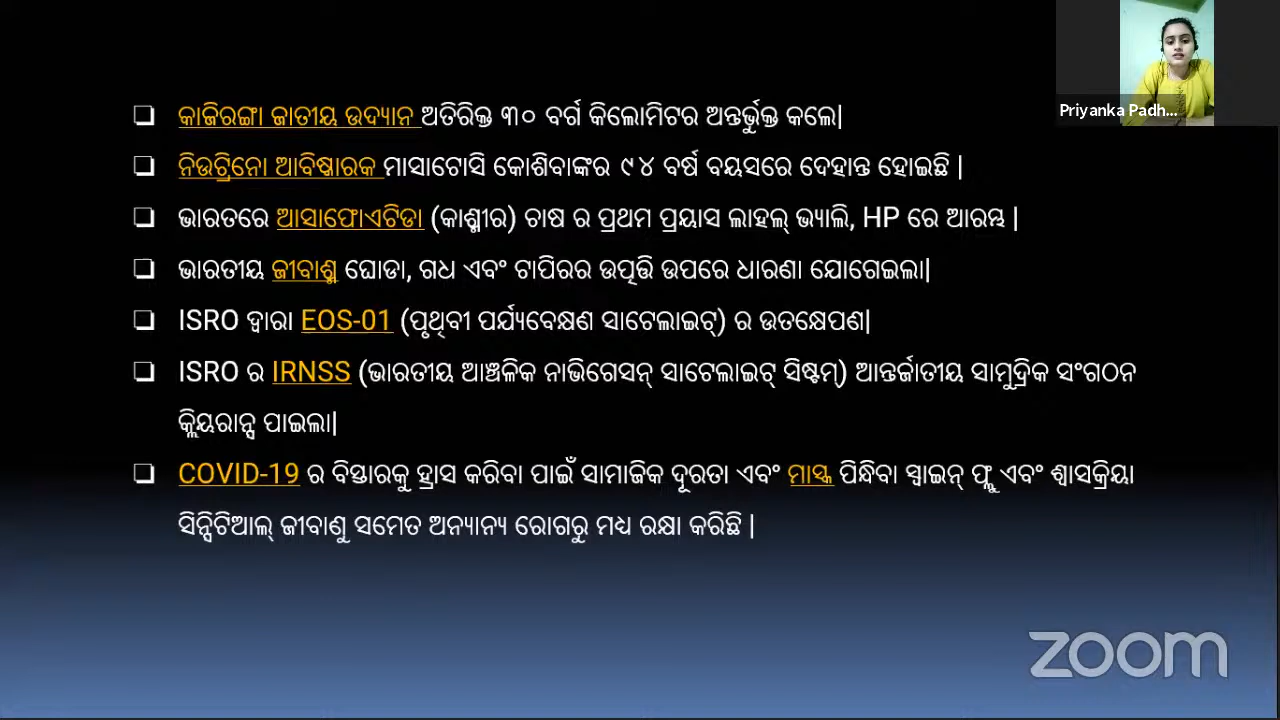 Priyanka Padh...
❏ କାଜିରଙ୍ଗା ଜାତୀୟ ଉଦ୍ୟାନ ଅତିରିକ୍ତ ୩୦ ବର୍ଗ କିଲୋମିଟର ଅନ୍ତର୍ଭୁକ୍ତ କଲେ|
❏ ନିଉଟ୍ରିନୋ ଆବିଷ୍କାରକ ମାସାଟୋସି କୋଶିବାଙ୍କର ୯୪ ବର୍ଷ ବୟସରେ ଦେହାନ୍ତ ହୋଇଛି |
❏ ଭାରତରେ ଆସାଫୋଏଟିଡା (କାଶ୍ମୀର) ଚାଷ ର ପ୍ରଥମ ପ୍ରୟାସ ଲାହଲ୍ ଭ୍ୟାଲି, HP ରେ ଆରମ୍ଭ |
❏ ଭାରତୀୟ ଜୀବାଶ୍ମ ଘୋଡା, ଗଧ ଏବଂ ଟାପିରର ଉତ୍ପତ୍ତି ଉପରେ ଧାରଣା ଯୋଗେଇଲା|
❏ ISRO ଦ୍ୱାରା EOS-01 (ପୃଥିବୀ ପର୍ଯ୍ୟବେକ୍ଷଣ ସାଟେଲାଇଟ୍) ର ଉତକ୍ଷେପଣ|
❏ ISRO ର IRNSS (ଭାରତୀୟ ଆଞ୍ଚଳିକ ନାଭିଗେସନ୍ ସାଟେଲାଇଟ୍ ସିଷ୍ଟମ୍) ଆନ୍ତର୍ଜାତୀୟ ସାମୁଦ୍ରିକ ସଂଗଠନ
କ୍ଲିୟରାନ୍ସ ପାଇଲା|
❏ COVID-19 ର ବିସ୍ତାରକୁ ହ୍ରାସ କରିବା ପାଇଁ ସାମାଜିକ ଦୂରତା ଏବଂ ମାସ୍କ ପିନ୍ଧିବା ସ୍ୱାଇନ୍ ଫ୍ଲୁ ଏବଂ ଶ୍ୱାସକ୍ରିୟା
ସିନ୍ସିଟିଆଲ୍ ଜୀବାଣୁ ସମେତ ଅନ୍ୟାନ୍ୟ ରୋଗରୁ ମଧ୍ୟ ରକ୍ଷା କରିଛି |
zoom